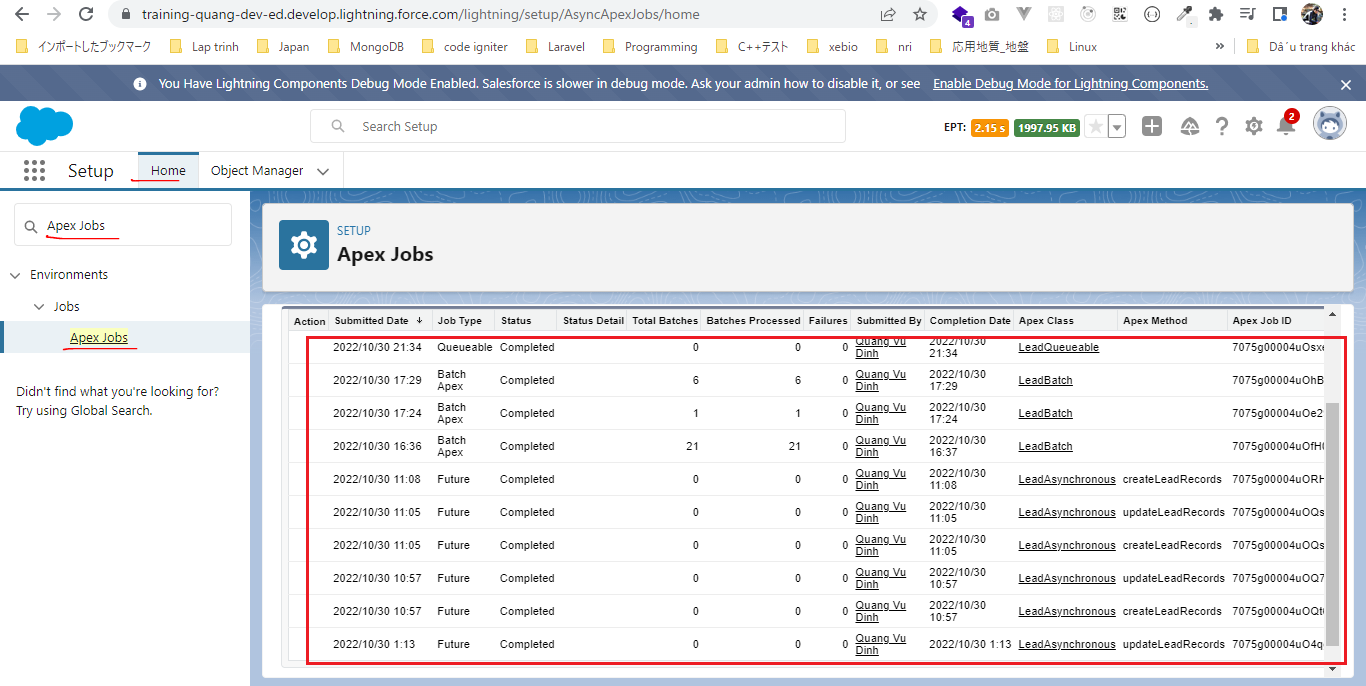 training-quang-dev-ed.develop.lightning.force.com/lightning/setup/AsyncApexJobs/home
4
インポートしたブックマーク Lap trinh Japan MongoDB code igniter Laravel Programming C++テスト xebio nri 応用地質_地盤 Linux » Dấu trang khác
You Have Lightning Components Debug Mode Enabled. Salesforce is slower in debug mode. Ask your admin how to disable it, or see Enable Debug Mode for Lightning Components.
Search Setup
EPT: 2.15 s 1997.95 KB
2
Setup Home Object Manager
Apex Jobs
Environments
Jobs
Apex Jobs
Didn't find what you're looking for?
Try using Global Search.
SETUP
Apex Jobs
Action Submitted Date Job Type Status Status Detail Total Batches Batches Processed Failures Submitted By Completion Date Apex Class Apex Method Apex Job ID
2022/10/30 21:34 Queueable Completed 0 0 0 Quang Vu Dinh 2022/10/30 21:34 LeadQueueable 7075g00004uOsx
2022/10/30 17:29 Batch Apex Completed 6 6 0 Quang Vu Dinh 2022/10/30 17:29 LeadBatch 7075g00004uOhB
2022/10/30 17:24 Batch Apex Completed 1 1 0 Quang Vu Dinh 2022/10/30 17:24 LeadBatch 7075g00004uOe2
2022/10/30 16:36 Batch Apex Completed 21 21 0 Quang Vu Dinh 2022/10/30 16:37 LeadBatch 7075g00004uOfH
2022/10/30 11:08 Future Completed 0 0 0 Quang Vu Dinh 2022/10/30 11:08 LeadAsynchronous createLeadRecords 7075g00004uORH
2022/10/30 11:05 Future Completed 0 0 0 Quang Vu Dinh 2022/10/30 11:05 LeadAsynchronous updateLeadRecords 7075g00004uOQs
2022/10/30 11:05 Future Completed 0 0 0 Quang Vu Dinh 2022/10/30 11:05 LeadAsynchronous createLeadRecords 7075g00004uOQs
2022/10/30 10:57 Future Completed 0 0 0 Quang Vu Dinh 2022/10/30 10:57 LeadAsynchronous updateLeadRecords 7075g00004uOQ7
2022/10/30 10:57 Future Completed 0 0 0 Quang Vu Dinh 2022/10/30 10:57 LeadAsynchronous createLeadRecords 7075g00004uOQt
2022/10/30 1:13 Future Completed 0 0 0 Quang Vu Dinh 2022/10/30 1:13 LeadAsynchronous updateLeadRecords 7075g00004uO4q